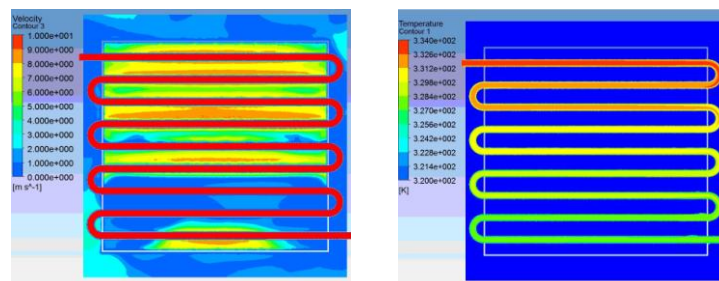 Velocity
Contour 3
1.000e+001
9.000e+000
8.000e+000
7.000e+000
6.000e+000
5.000e+000
4.000e+000
3.000e+000
2.000e+000
1.000e+000
0.000e+000
[m s^-1]
Temperature
Contour 1
3.340e+002
3.326e+002
3.312e+002
3.298e+002
3.284e+002
3.270e+002
3.256e+002
3.242e+002
3.228e+002
3.214e+002
3.200e+002
[K]